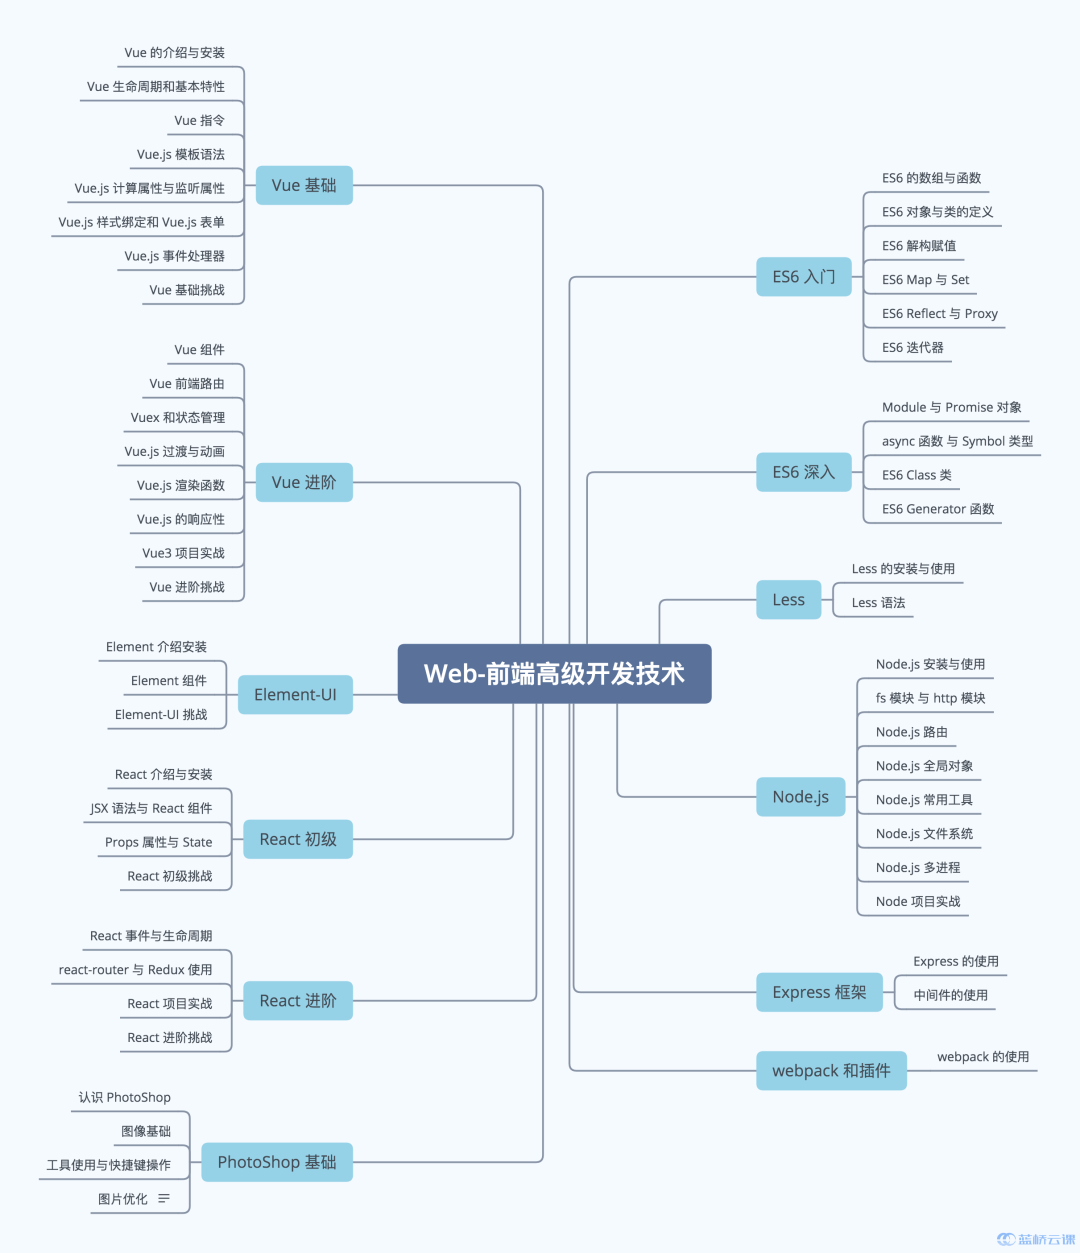 Web-前端高级开发技术
Vue 基础
Vue 的介绍与安装
Vue 生命周期和基本特性
Vue 指令
Vue.js 模板语法
Vue.js 计算属性与监听属性
Vue.js 样式绑定和 Vue.js 表单
Vue.js 事件处理器
Vue 基础挑战
Vue 进阶
Vue 组件
Vue 前端路由
Vuex 和状态管理
Vue.js 过渡与动画
Vue.js 渲染函数
Vue.js 的响应性
Vue3 项目实战
Vue 进阶挑战
Element-UI
Element 介绍安装
Element 组件
Element-UI 挑战
React 初级
React 介绍与安装
JSX 语法与 React 组件
Props 属性与 State
React 初级挑战
React 进阶
React 事件与生命周期
react-router 与 Redux 使用
React 项目实战
React 进阶挑战
PhotoShop 基础
认识 PhotoShop
图像基础
工具使用与快捷键操作
图片优化
ES6 入门
ES6 的数组与函数
ES6 对象与类的定义
ES6 解构赋值
ES6 Map 与 Set
ES6 Reflect 与 Proxy
ES6 迭代器
ES6 深入
Module 与 Promise 对象
async 函数 与 Symbol 类型
ES6 Class 类
ES6 Generator 函数
Less
Less 的安装与使用
Less 语法
Node.js
Node.js 安装与使用
fs 模块 与 http 模块
Node.js 路由
Node.js 全局对象
Node.js 常用工具
Node.js 文件系统
Node.js 多进程
Node 项目实战
Express 框架
Express 的使用
中间件的使用
webpack 和插件
webpack 的使用
蓝桥云课